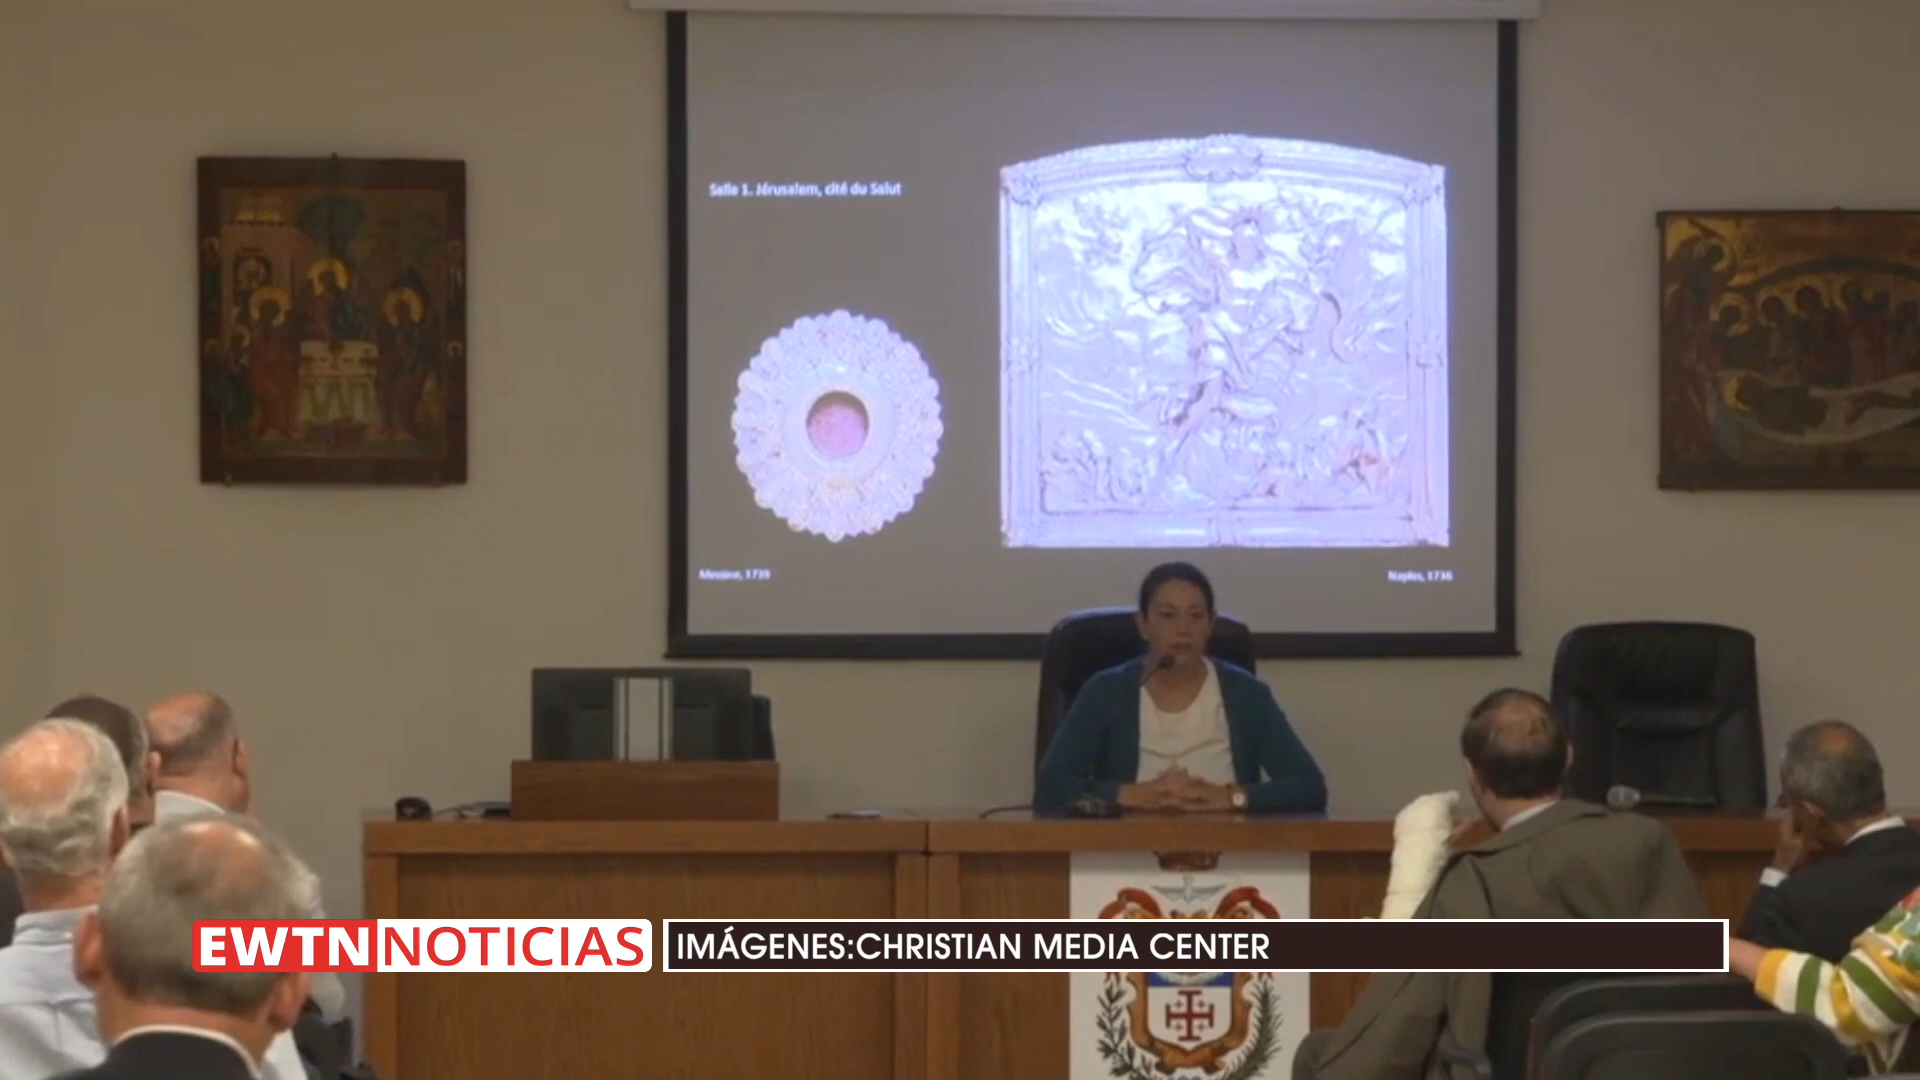 Salle 1. Jérusalem, cité du Salut
Messine, 1739
Naples, 1736
EWTN NOTICIAS
IMÁGENES:CHRISTIAN MEDIA CENTER